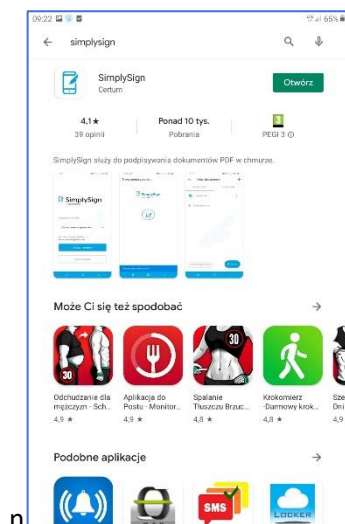 09:22 65%
simplysign
SimplySign
Certum
Otwórz
4,1★
39 opinii
Ponad 10 tys.
Pobrania
3
PEGI 3
SimplySign służy do podpisywania dokumentów PDF w chmurze.
SimplySign
Może Ci się też spodobać
30
30
Odchudzanie dla
mężczyzn - Sch...
4,9 ★
Aplikacja do
Postu - Monitor...
4,9 ★
Spalanie
Tłuszczu Brzuc...
4,8 ★
Krokomierz
-Darmowy krok...
4,8 ★
Sze
Dni
4,9
Podobne aplikacje
SMS
LOCKER
n